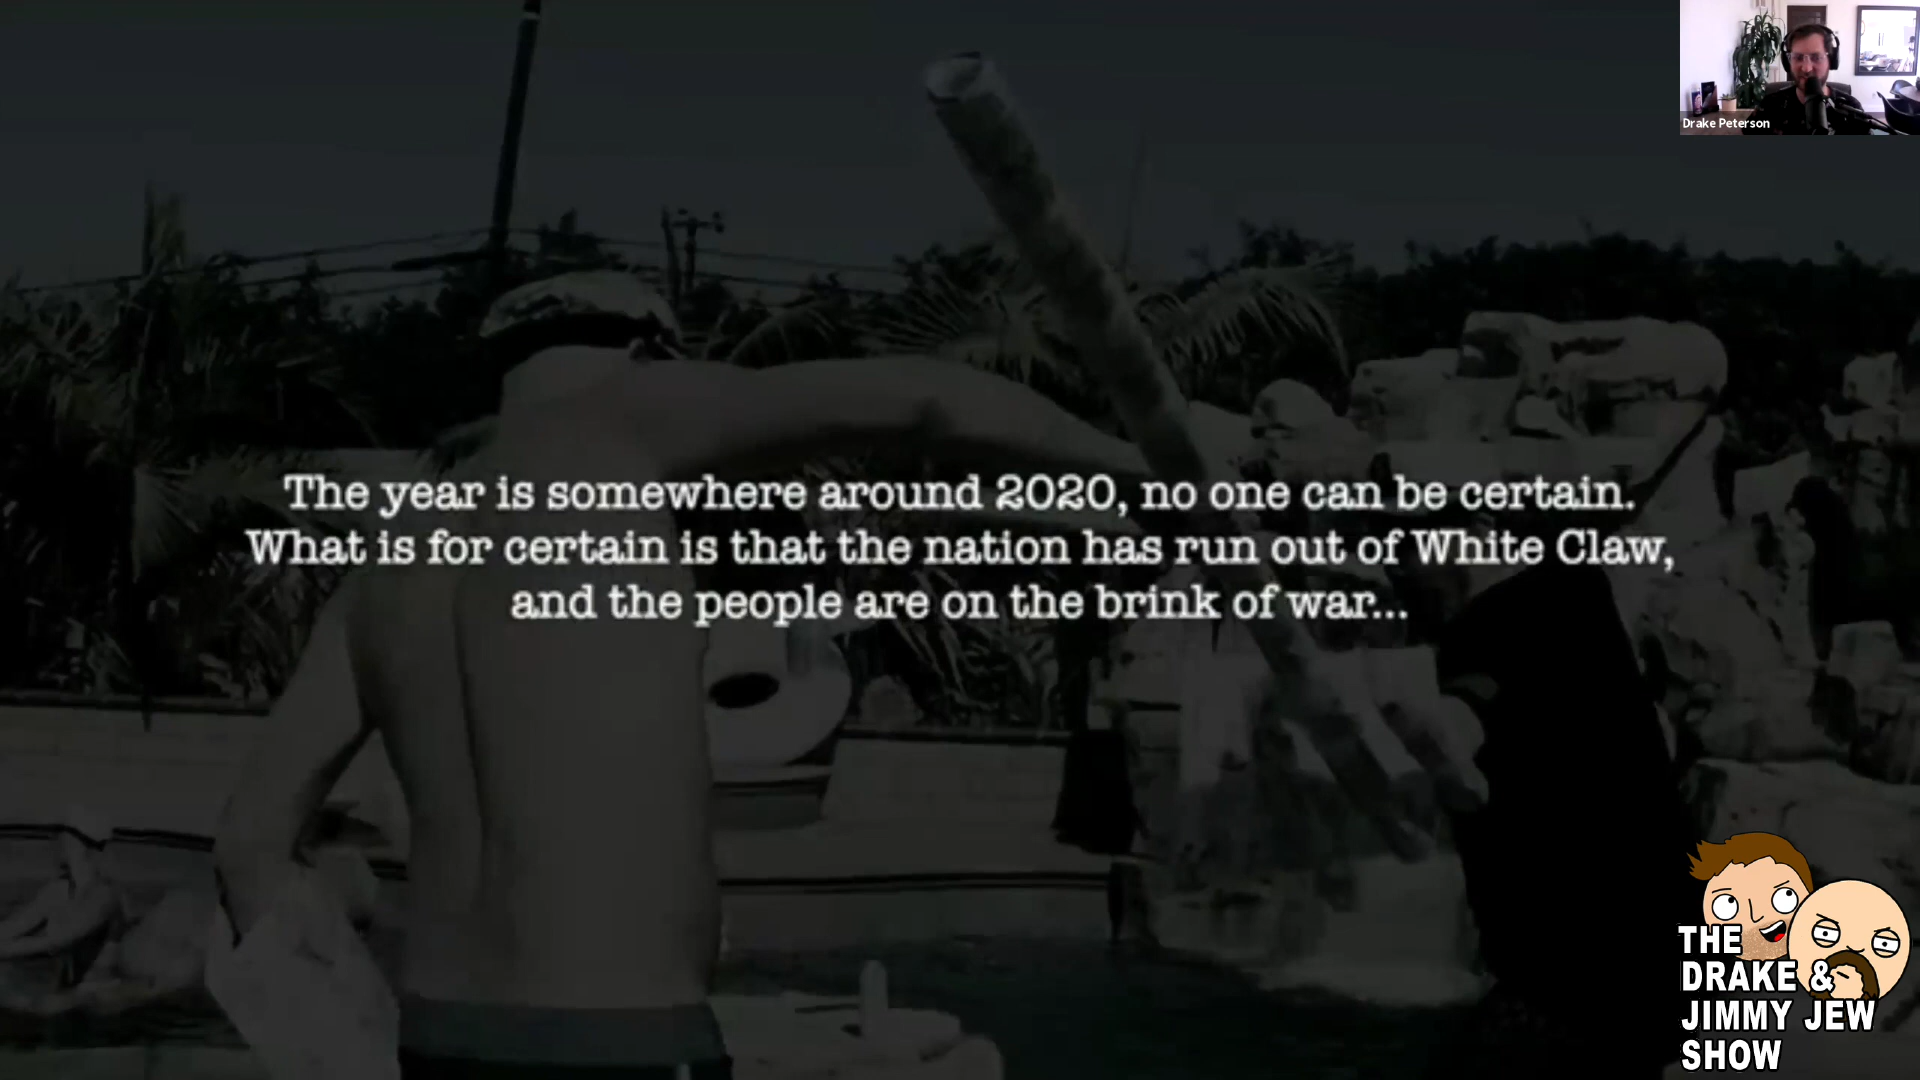 Drake Peterson
The year is somewhere around 2020, no one can be certain.
What is for certain is that the nation has run out of White Claw,
and the people are on the brink of war...
THE
DRAKE &
JIMMY JEW
SHOW